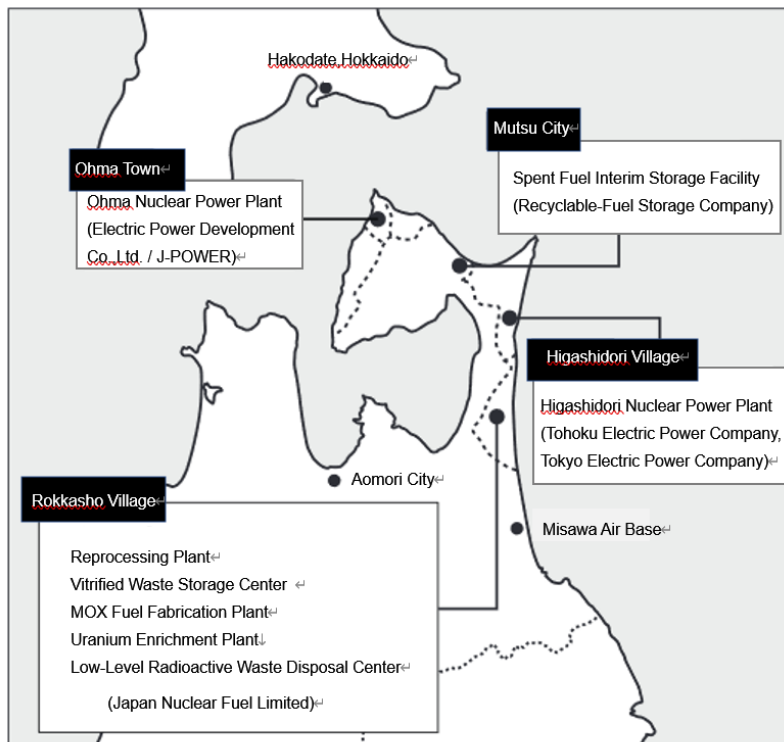 Hakodate,Hokkaido↵
Mutsu City↵
Spent Fuel Interim Storage Facility
(Recyclable-Fuel Storage Company)↵
Ohma Town↵
Ohma Nuclear Power Plant
(Electric Power Development
Co.,Ltd. / J-POWER)↵
Higashidori Village↵
Higashidori Nuclear Power Plant
(Tohoku Electric Power Company,
Tokyo Electric Power Company)↵
Aomori City↵
Rokkasho Village↵
Reprocessing Plant↵
Vitrified Waste Storage Center ↵
MOX Fuel Fabrication Plant↵
Uranium Enrichment Plant↓
Low-Level Radioactive Waste Disposal Center↵
(Japan Nuclear Fuel Limited)↵
Misawa Air Base↵